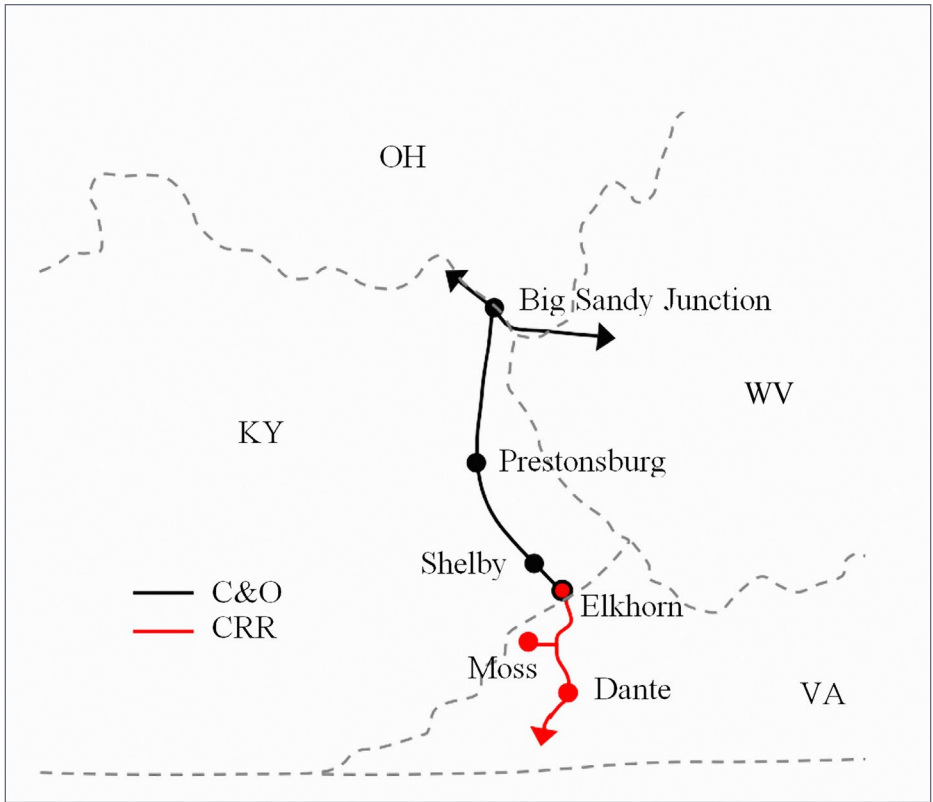 OH
Big Sandy Junction
WV
KY
Prestonsburg
Shelby
C&O
Elkhorn
CRR
Moss
Dante
VA